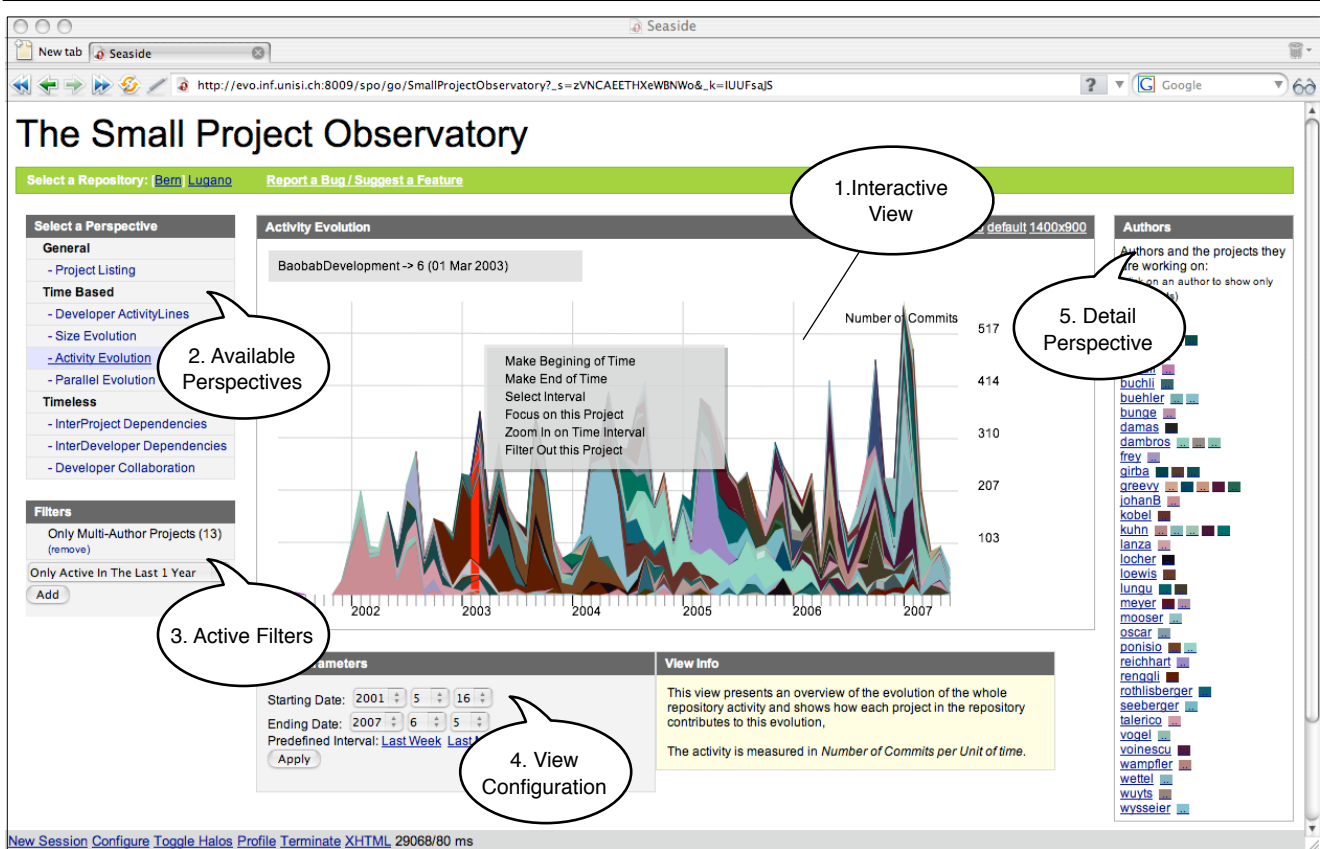 Seaside
New tab
Seaside
http://evo.inf.unisi.ch:8009/spo/go/SmallProjectObservatory?_s=zVNCAEETHXeWBNWo&_k=IUUFsaJS
?
G Google
The Small Project Observatory
Select a Repository: [Bern] Lugano
Report a Bug / Suggest a Feature
1.Interactive
View
Select a Perspective
General
- Project Listing
Time Based
- Developer ActivityLines
- Size Evolution
- Activity Evolution
- Parallel Evolution
Timeless
- InterProject Dependencies
- InterDeveloper Dependencies
- Developer Collaboration
2. Available
Perspectives
Filters
Only Multi-Author Projects (13)
(remove)
Only Active In The Last 1 Year
Add
3. Active Filters
Activity Evolution
default 1400x900
BaobabDevelopment -> 6 (01 Mar 2003)
Number of Commits
517
414
310
207
103
Make Begining of Time
Make End of Time
Select Interval
Focus on this Project
Zoom In on Time Interval
Filter Out this Project
2002
2003
2004
2005
2006
2007
Starting Date: 2001 5 16
Ending Date: 2007 6 5
Predefined Interval: Last Week
Apply
4. View
Configuration
View Info
This view presents an overview of the evolution of the whole
repository activity and shows how each project in the repository
contributes to this evolution,
The activity is measured in Number of Commits per Unit of time.
Authors
Authors and the projects they
are working on:
on an author to show only
5. Detail
Perspective
buchli
buehler
bunge
damas
dambros
frey
girba
greevy
johanB
kobel
kuhn
lanza
locher
loewis
lungu
meyer
mooser
oscar
ponisio
reichhart
renggli
rothlisberger
seeberger
talerico
vogel
voinescu
wampfler
wettel
wuyts
wysseier
New Session Configure Toggle Halos Profile Terminate XHTML 29068/80 ms